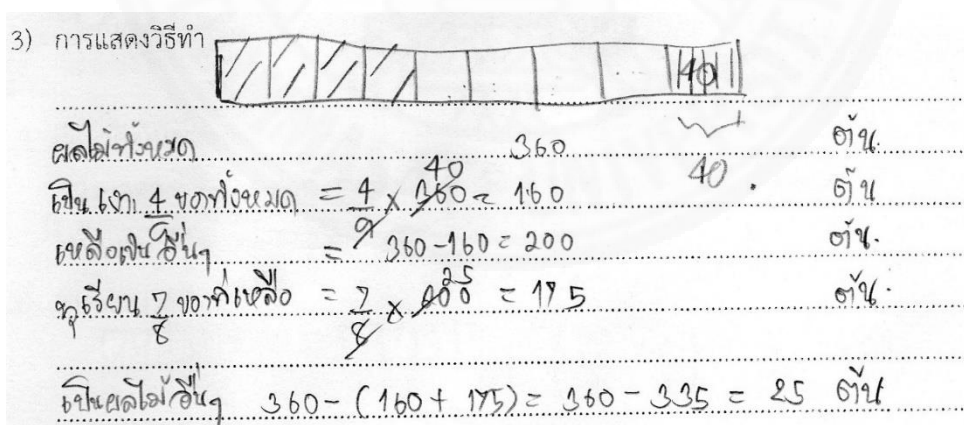 3) การแสดงวิธีทำ
40
ผลไม้ทั้งหมด 360 ต้น
40
เป็นเงาะ 4/9 ของทั้งหมด = 4/9 × 360 = 160 ต้น
40
เหลือเป็นอื่นๆ = 360-160 = 200 ต้น.
25
ทุเรียน 7/8 ของที่เหลือ = 7/8 × 200 = 175 ต้น.
เป็นผลไม้อื่นๆ 360 - (160 + 175) = 360 - 335 = 25 ต้น